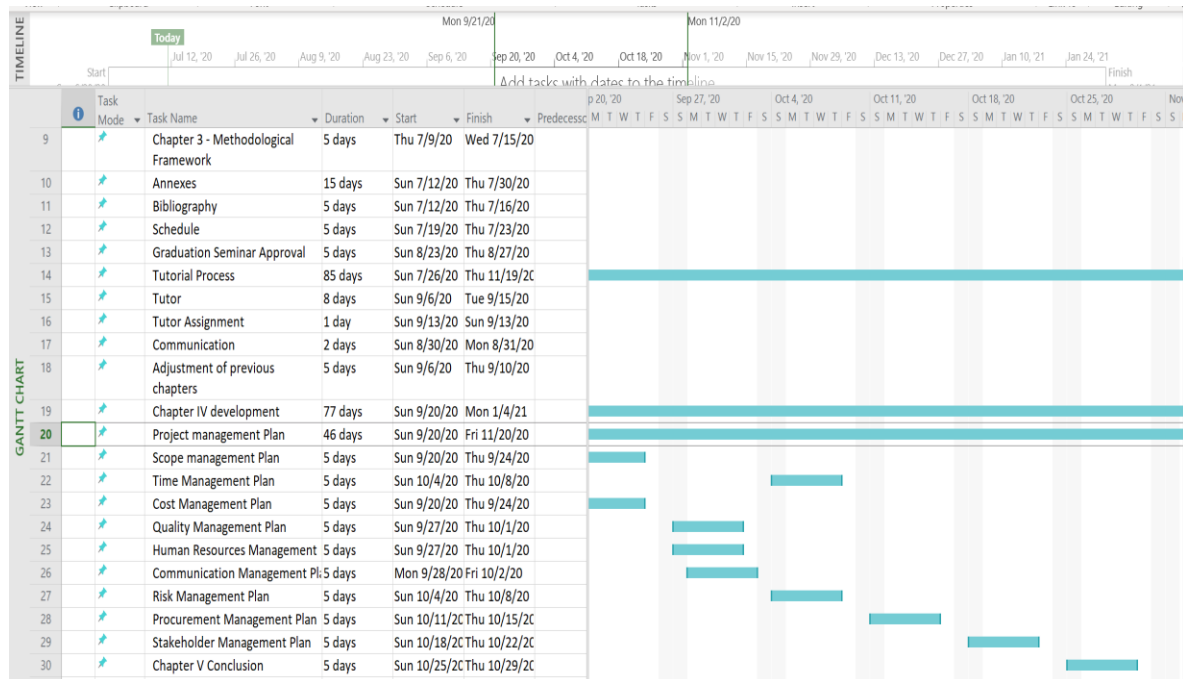 TIMELINE
Mon 9/21/20
Mon 11/2/20
Today
Jul 12, '20 Jul 26, '20 Aug 9, '20 Aug 23, '20 Sep 6, '20 Sep 20, '20 Oct 4, '20 Oct 18, '20 Nov 1, '20 Nov 15, '20 Nov 29, '20 Dec 13, '20 Dec 27, '20 Jan 10, '21 Jan 24, '21
Start
Finish
Add tasks with dates to the timeline
GANTT CHART
Task Mode Task Name Duration Start Finish Predecesso
p 20, '20 Sep 27, '20 Oct 4, '20 Oct 11, '20 Oct 18, '20 Oct 25, '20 Nov
M T W T F S S M T W T F S S M T W T F S S M T W T F S S M T W T F S S M T W T F S S
9 Chapter 3 - Methodological 5 days Thu 7/9/20 Wed 7/15/20
Framework
10 Annexes 15 days Sun 7/12/20 Thu 7/30/20
11 Bibliography 5 days Sun 7/12/20 Thu 7/16/20
12 Schedule 5 days Sun 7/19/20 Thu 7/23/20
13 Graduation Seminar Approval 5 days Sun 8/23/20 Thu 8/27/20
14 Tutorial Process 85 days Sun 7/26/20 Thu 11/19/20
15 Tutor 8 days Sun 9/6/20 Tue 9/15/20
16 Tutor Assignment 1 day Sun 9/13/20 Sun 9/13/20
17 Communication 2 days Sun 8/30/20 Mon 8/31/20
18 Adjustment of previous 5 days Sun 9/6/20 Thu 9/10/20
chapters
19 Chapter IV development 77 days Sun 9/20/20 Mon 1/4/21
20 Project management Plan 46 days Sun 9/20/20 Fri 11/20/20
21 Scope management Plan 5 days Sun 9/20/20 Thu 9/24/20
22 Time Management Plan 5 days Sun 10/4/20 Thu 10/8/20
23 Cost Management Plan 5 days Sun 9/20/20 Thu 9/24/20
24 Quality Management Plan 5 days Sun 9/27/20 Thu 10/1/20
25 Human Resources Management 5 days Sun 9/27/20 Thu 10/1/20
26 Communication Management Pla 5 days Mon 9/28/20 Fri 10/2/20
27 Risk Management Plan 5 days Sun 10/4/20 Thu 10/8/20
28 Procurement Management Plan 5 days Sun 10/11/20 Thu 10/15/20
29 Stakeholder Management Plan 5 days Sun 10/18/20 Thu 10/22/20
30 Chapter V Conclusion 5 days Sun 10/25/20 Thu 10/29/20